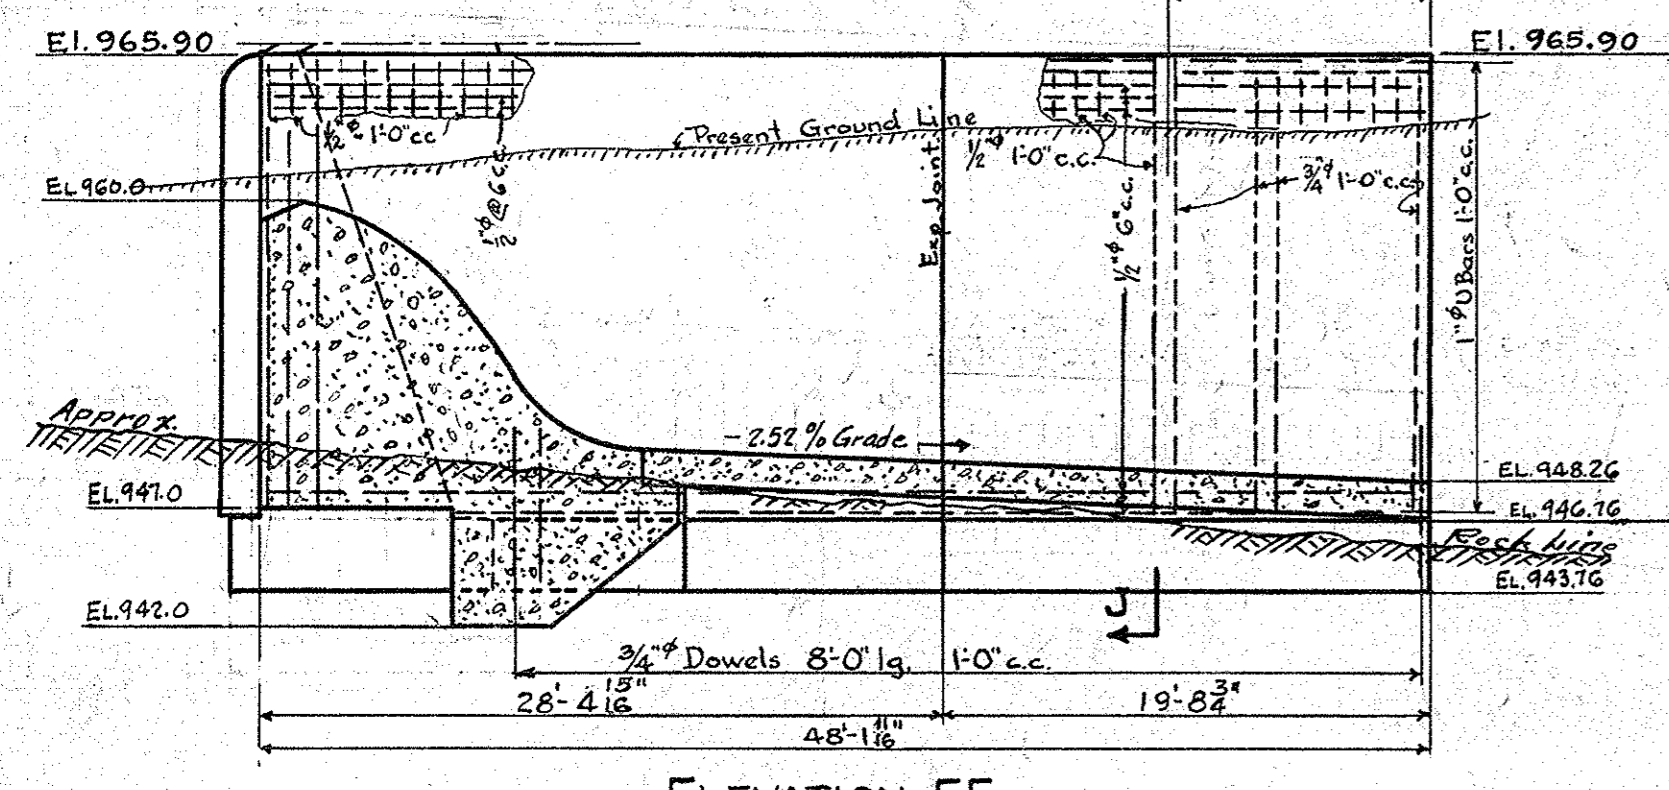 El. 965.90
El. 965.90
1/2"ϕ 1'-0"cc
Present Ground Line
1/2"ϕ 1'-0"c.c.
3/4"ϕ 1'-0"c.c.
EL 960.0
1/2"ϕ @ 6 c.c.
Exp Joint.
1/2"ϕ 6"c.c.
1"ϕ U Bars 1'-0"c.c.
Approx.
-2.52 % Grade
EL. 948.26
EL. 947.0
EL. 946.76
Rock Line
EL. 943.76
EL. 942.0
C
3/4"ϕ Dowels 8'-0" lg. 1'-0" c.c.
28'-4 15/16"
19'-8 3/4"
48'-1 11/16"
ELEVATION EE